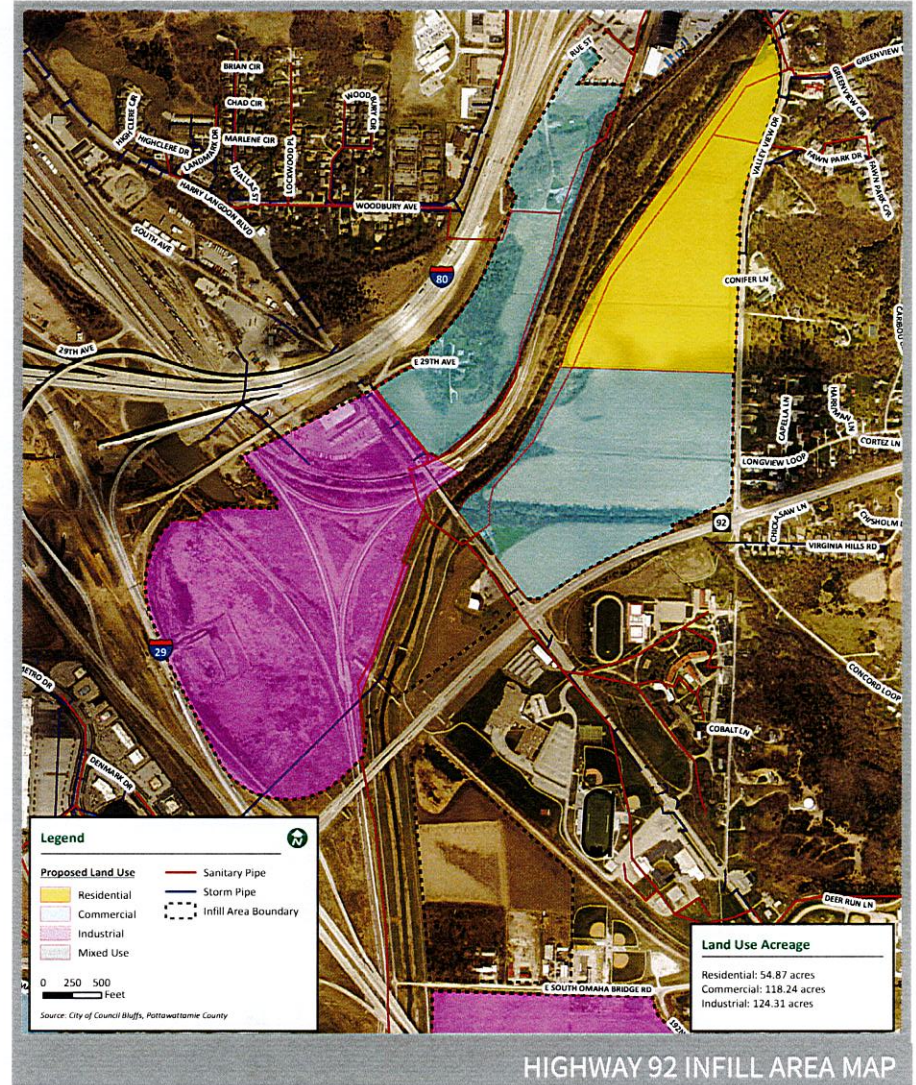 RUE ST
GREENVIEW
BRIAN CIR
HIGHCLERE CIR
CHAD CIR
WOODBURY CIR
GREENVIEW CIR
HIGHCLERE DR
LANDMARK DR
MARLENE CIR
LOCKWOOD PL
THALLAS ST
VALLEY VIEW DR
FAWN PARK DR
FAWN PARK CIR
HARRY LANGDON BLVD
WOODBURY AVE
SOUTH AVE
80
CONIFER LN
29TH AVE
E 29TH AVE
CAPELLA LN
CORTEZ LN
LONGVIEW LOOP
92
CHICKASAW LN
VIRGINIA HILLS RD
29
METRO DR
CONCORD LOOP
COBALT LN
DENMARK DR
DEER RUN LN
E SOUTH OMAHA BRIDGE RD
Legend
N
Proposed Land Use
Residential
Commercial
Industrial
Mixed Use
Sanitary Pipe
Storm Pipe
Infill Area Boundary
0 250 500
Feet
Source: City of Council Bluffs, Pottawattamie County
Land Use Acreage
Residential: 54.87 acres
Commercial: 118.24 acres
Industrial: 124.31 acres
HIGHWAY 92 INFILL AREA MAP